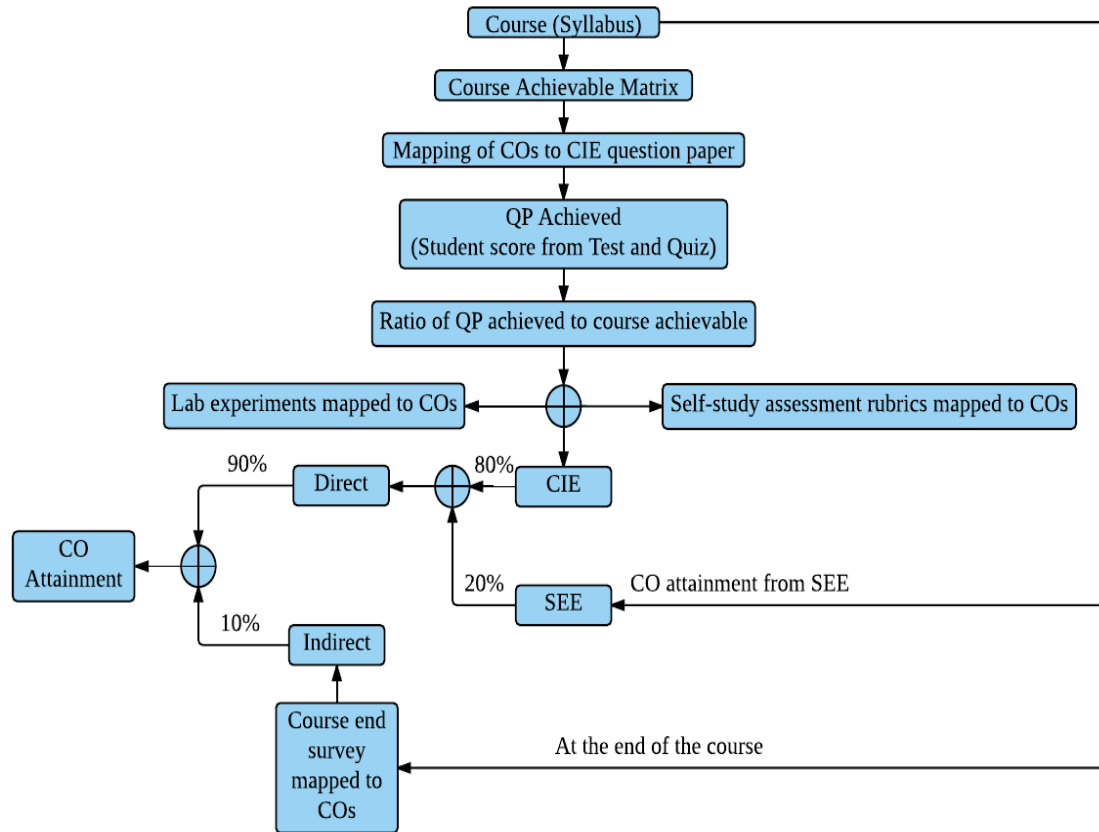 Course (Syllabus)
Course Achievable Matrix
Mapping of COs to CIE question paper
QP Achieved
(Student score from Test and Quiz)
Ratio of QP achieved to course achievable
Lab experiments mapped to COs
Self-study assessment rubrics mapped to COs
90%
Direct
80%
CIE
CO
Attainment
20%
SEE
CO attainment from SEE
10%
Indirect
Course end
survey
mapped to
COs
At the end of the course